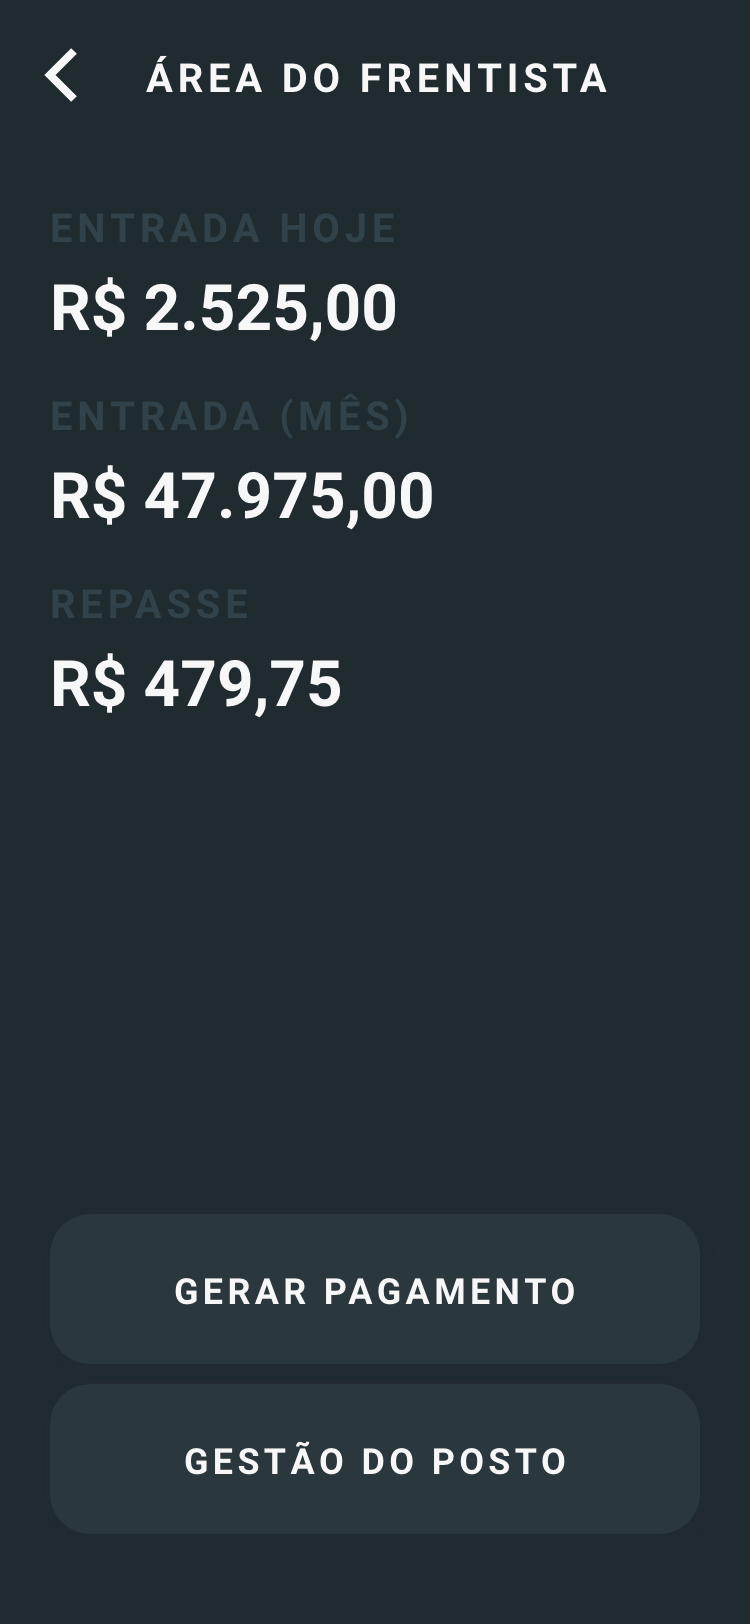 ÁREA DO FRENTISTA
ENTRADA HOJE
R$ 2.525,00
ENTRADA (MÊS)
R$ 47.975,00
REPASSE
R$ 479,75
GERAR PAGAMENTO
GESTÃO DO POSTO